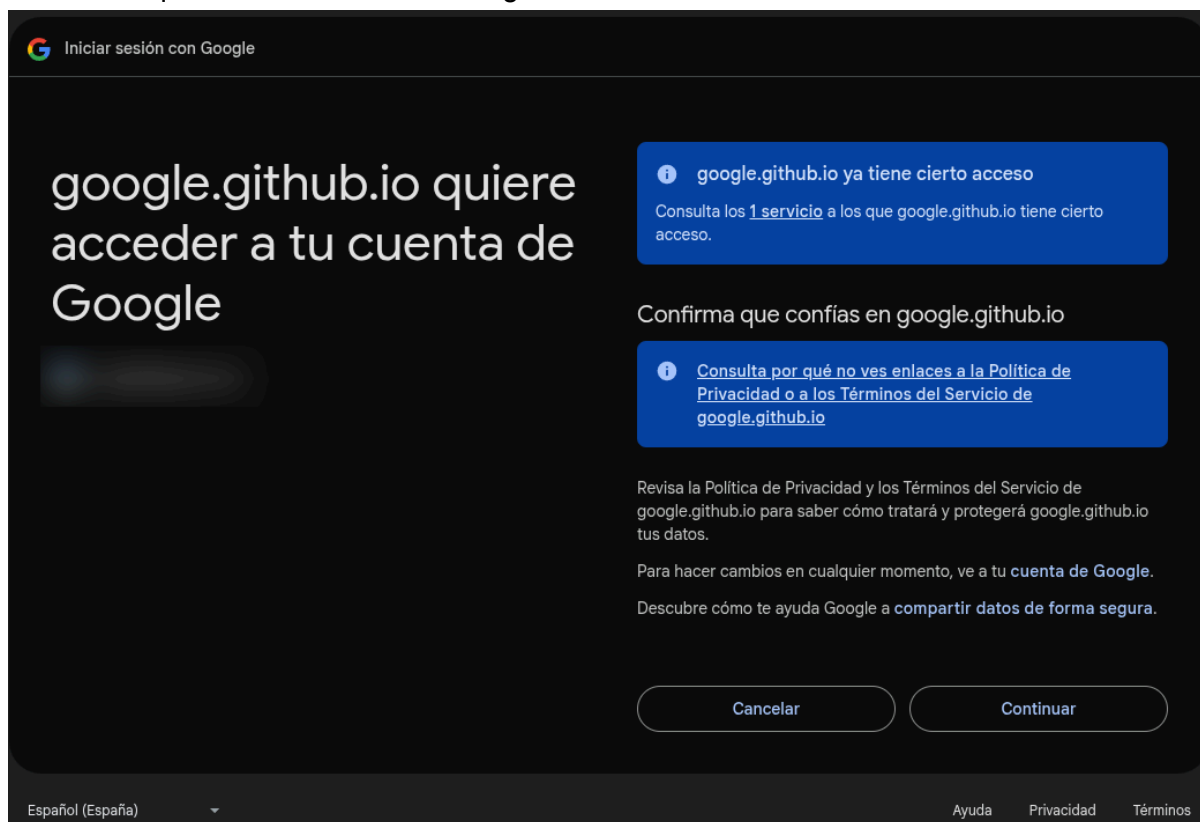 Iniciar sesión con Google
google.github.io quiere
acceder a tu cuenta de
Google
google.github.io ya tiene cierto acceso
Consulta los 1 servicio a los que google.github.io tiene cierto
acceso.
Confirma que confías en google.github.io
Consulta por qué no ves enlaces a la Política de
Privacidad o a los Términos del Servicio de
google.github.io
Revisa la Política de Privacidad y los Términos del Servicio de
google.github.io para saber cómo tratará y protegerá google.github.io
tus datos.
Para hacer cambios en cualquier momento, ve a tu cuenta de Google.
Descubre cómo te ayuda Google a compartir datos de forma segura.
Cancelar Continuar
Español (España) Ayuda Privacidad Términos